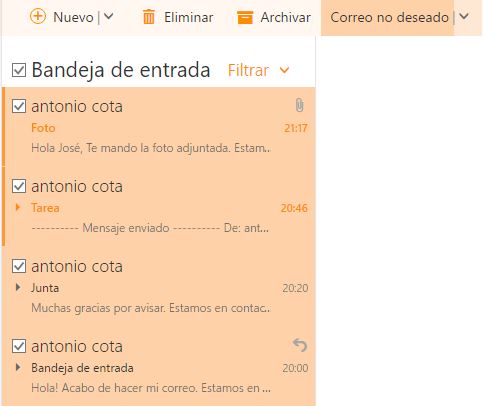 Nuevo | Eliminar Archivar Correo no deseado |
Bandeja de entrada Filtrar
antonio cota
Foto 21:17
Hola José, Te mando la foto adjuntada. Estam..
antonio cota
Tarea 20:46
---------- Mensaje enviado ---------- De: ant...
antonio cota
Junta 20:20
Muchas gracias por avisar. Estamos en contac..
antonio cota
Bandeja de entrada 20:00
Hola! Acabo de hacer mi correo. Estamos en ...